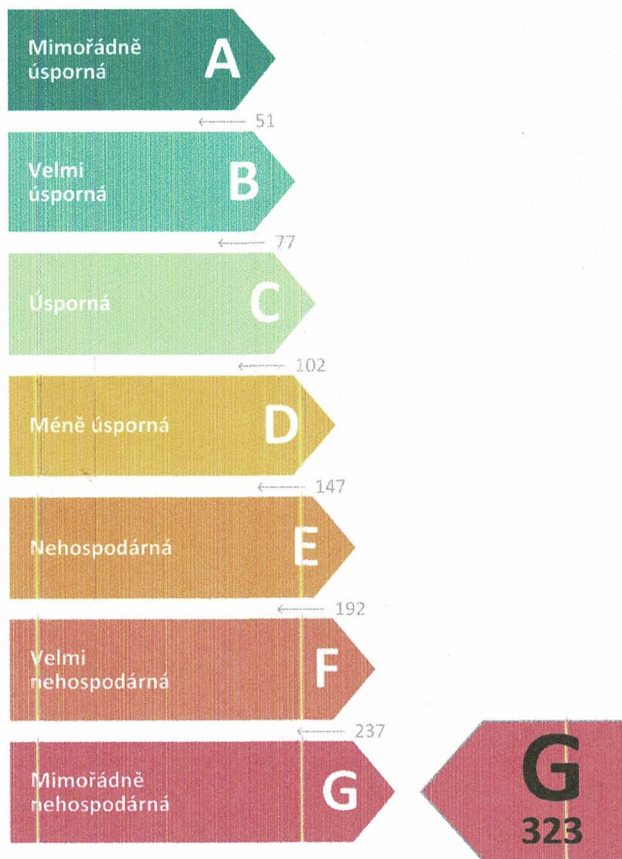 Mimořádně
úsporná
A
← 51
Velmi
úsporná
B
← 77
Úsporná
C
← 102
Méně úsporná
D
← 147
Nehospodárná
E
← 192
Velmi
nehospodárná
F
← 237
Mimořádně
nehospodárná
G
G
323